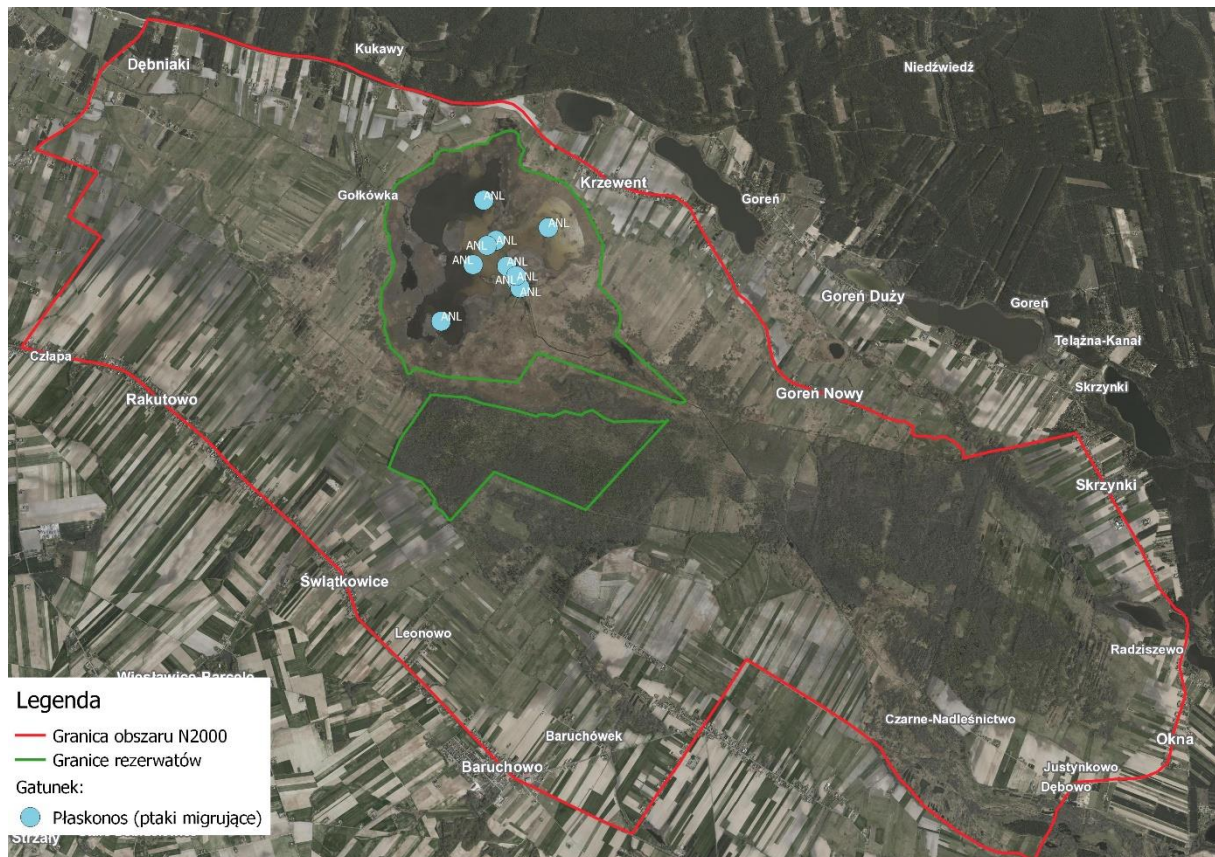 Kukawy
Dębniaki
Niedźwiedź
Krzewent
Gołkówka
Goreń
ANL
ANL
ANL
ANL
ANL
ANL
ANL
ANL
ANL
ANL
Goreń Duży
Goreń
Telążna-Kanał
Człapa
Skrzynki
Rakutowo
Goreń Nowy
Skrzynki
Świątkowice
Leonowo
Radziszewo
Czarne-Nadleśnictwo
Baruchówek
Okna
Baruchowo
Justynkowo
Dębowo
Legenda
Granica obszaru N2000
Granice rezerwatów
Gatunek:
Płaskonos (ptaki migrujące)